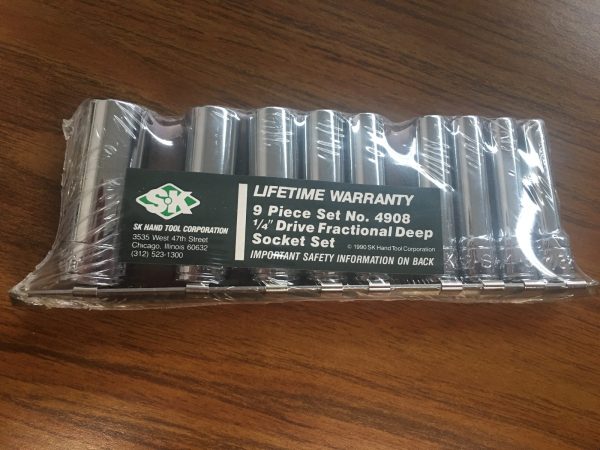 SK
SK HAND TOOL CORPORATION
3535 West 47th Street
Chicago, Illinois 60632
(312) 523-1300
LIFETIME WARRANTY
9 Piece Set No. 4908
¼" Drive Fractional Deep
Socket Set
© 1990 SK Hand Tool Corporation
IMPORTANT SAFETY INFORMATION ON BACK